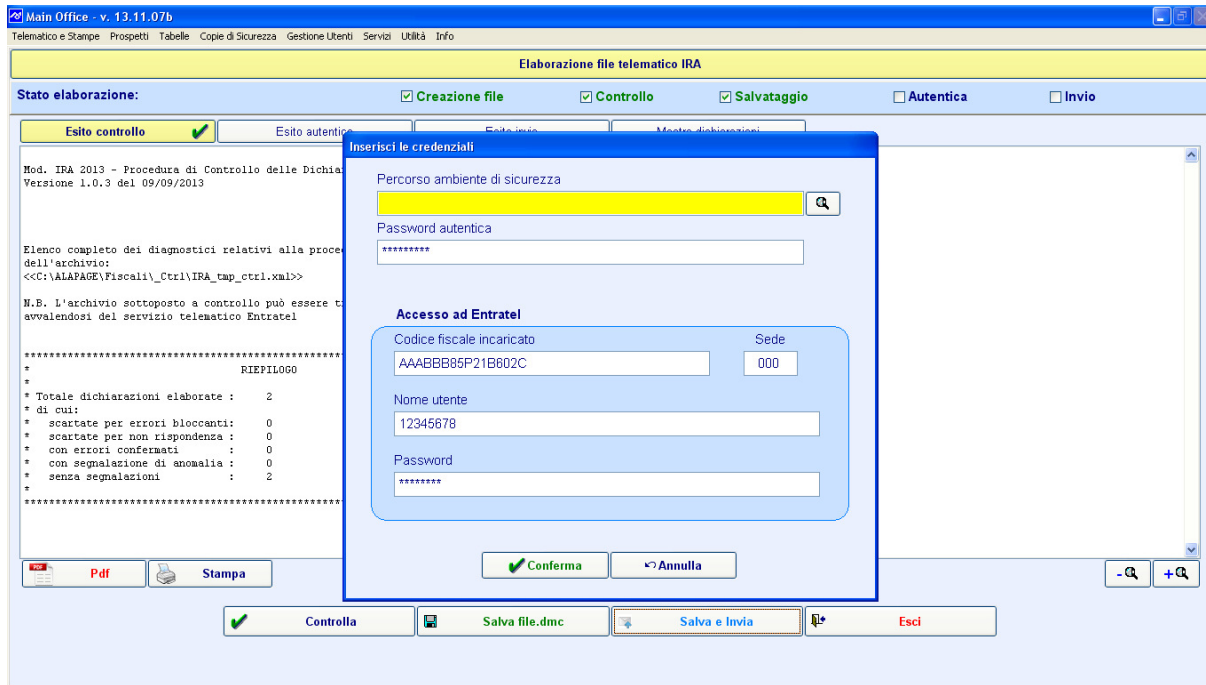 Main Office - v. 13.11.07b
Telematico e Stampe Prospetti Tabelle Copie di Sicurezza Gestione Utenti Servizi Utilità Info
Elaborazione file telematico IRA
Stato elaborazione: Creazione file Controllo Salvataggio Autentica Invio
Esito controllo Esito autentica Esito invio Mostra dichiarazioni
Mod. IRA 2013 - Procedura di Controllo delle Dichia
Versione 1.0.3 del 09/09/2013
Elenco completo dei diagnostici relativi alla proce
dell'archivio:
<<C:\ALAPAGE\Fiscali\_Ctrl\IRA_tmp_ctrl.xml>>
N.B. L'archivio sottoposto a controllo può essere t
avvalendosi del servizio telematico Entratel
****************************************************
* RIEPILOGO
*
* Totale dichiarazioni elaborate : 2
* di cui:
* scartate per errori bloccanti: 0
* scartate per non rispondenza : 0
* con errori confermati : 0
* con segnalazione di anomalia : 0
* senza segnalazioni : 2
*
****************************************************
Inserisci le credenziali
Percorso ambiente di sicurezza
Password autentica
*********
Accesso ad Entratel
Codice fiscale incaricato Sede
AAABBB85P21B602C 000
Nome utente
12345678
Password
********
Conferma Annulla
PDF Pdf Stampa - +
Controlla Salva file.dmc Salva e Invia Esci